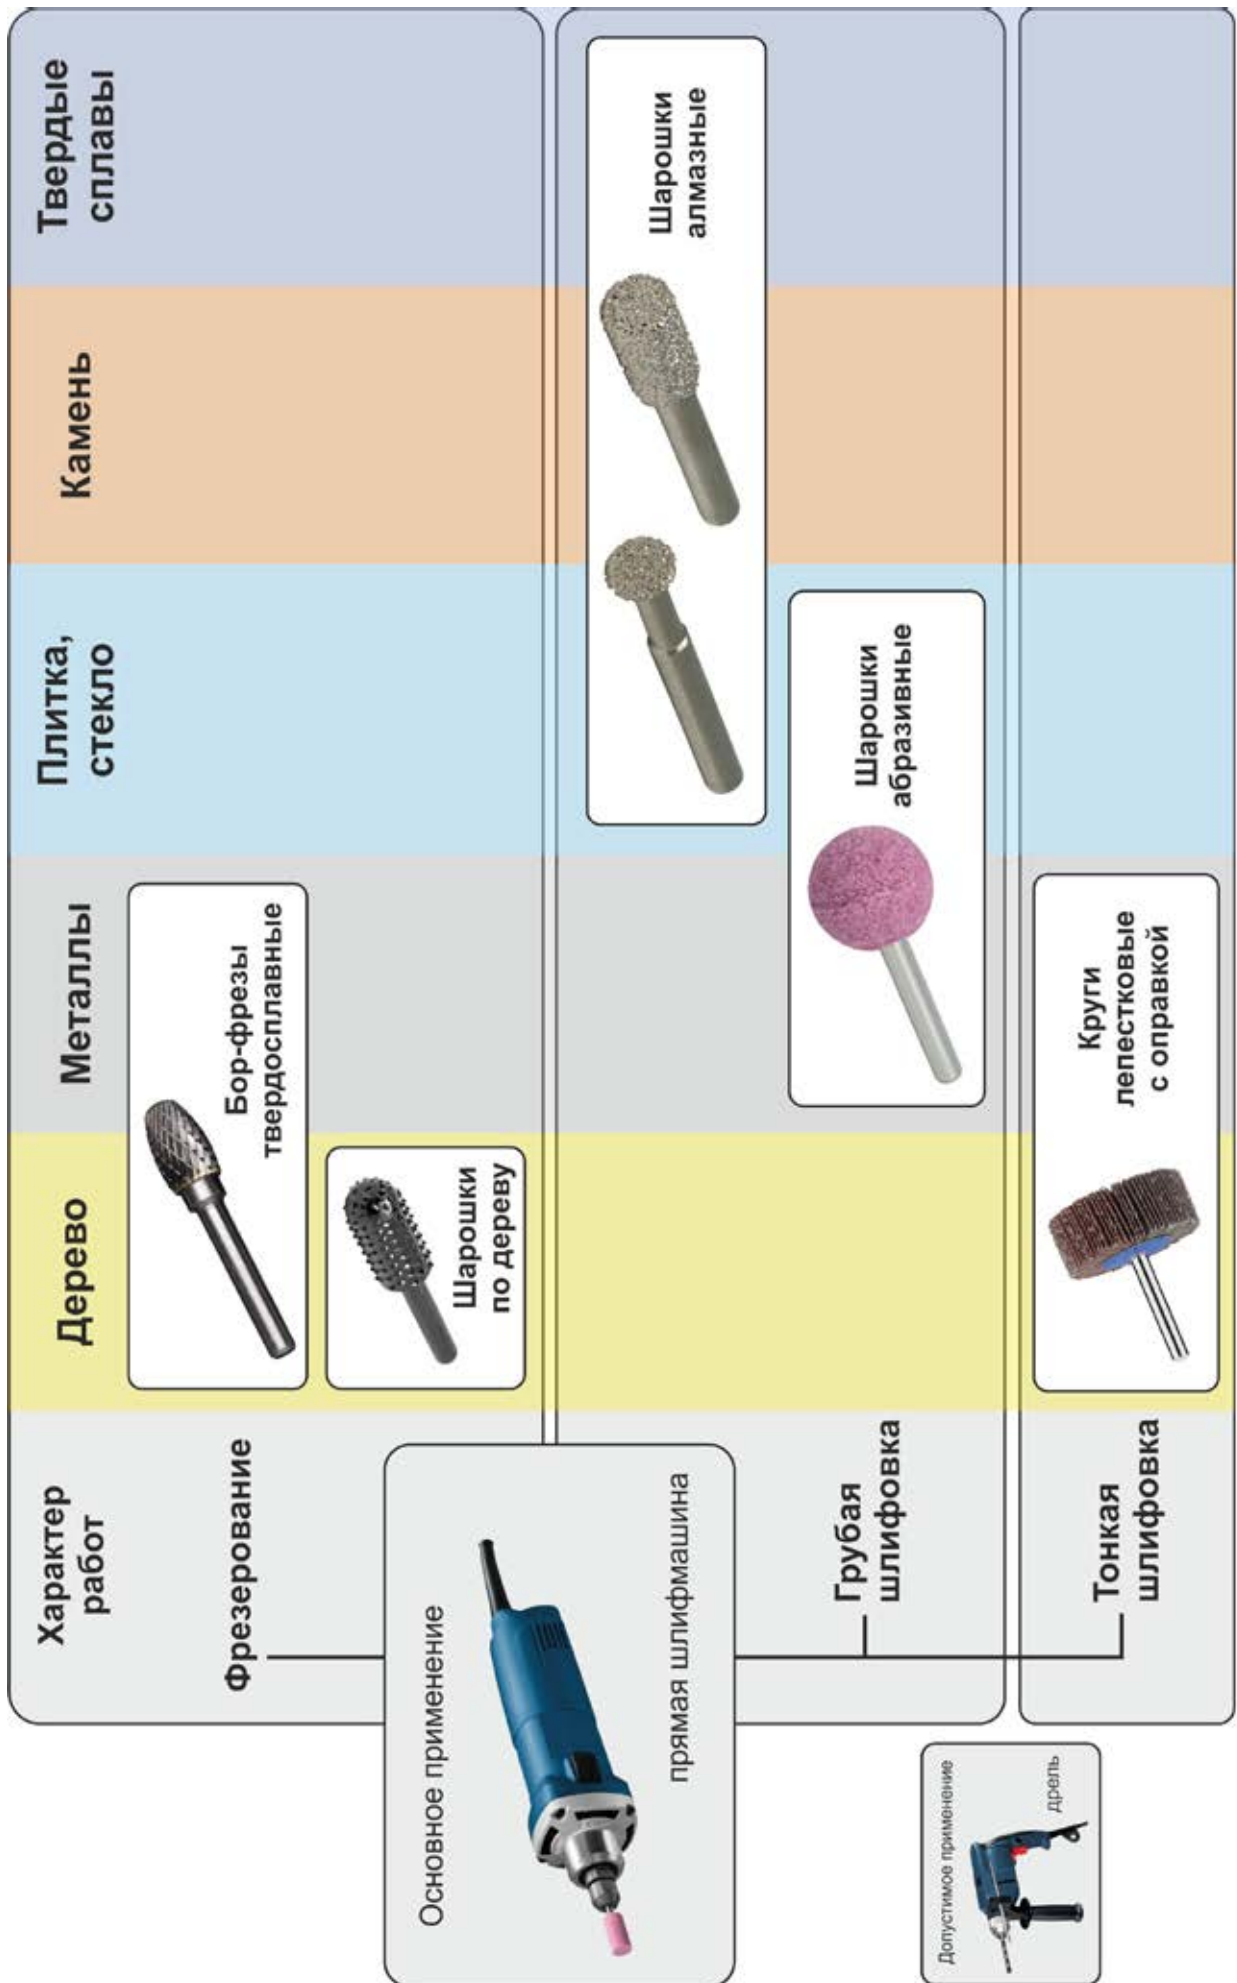 Характер
работ
Дерево
Металлы
Плитка,
стекло
Камень
Твердые
сплавы
Фрезерование
Бор-фрезы
твердосплавные
Шарошки
по дереву
Основное применение
прямая шлифмашина
Шарошки
алмазные
Грубая
шлифовка
Шарошки
абразивные
Допустимое применение
дрель
Тонкая
шлифовка
Круги
лепестковые
с оправкой